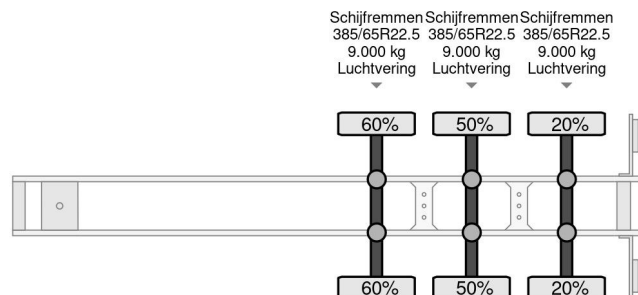 Schijfremmen
385/65R22.5
9.000 kg
Luchtvering
Schijfremmen
385/65R22.5
9.000 kg
Luchtvering
Schijfremmen
385/65R22.5
9.000 kg
Luchtvering
60% 50% 20%
60% 50% 20%